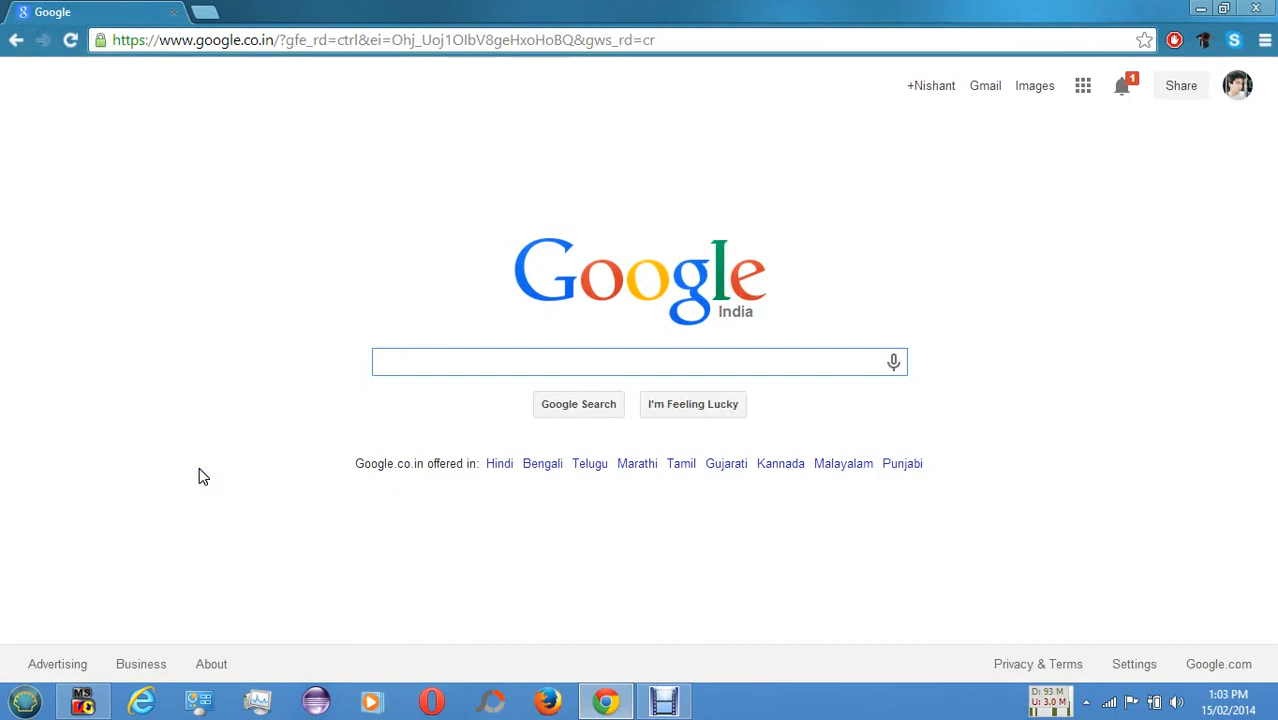 Google
https://www.google.co.in/?gfe_rd=ctrl&ei=Ohj_Uoj1OIbV8geHxoHoBQ&gws_rd=cr
+Nishant Gmail Images 1 Share
Google
India
Google Search I'm Feeling Lucky
Google.co.in offered in: Hindi Bengali Telugu Marathi Tamil Gujarati Kannada Malayalam Punjabi
Advertising Business About Privacy & Terms Settings Google.com
MS
D: 93 M
U: 3.0 M
1:03 PM
15/02/2014